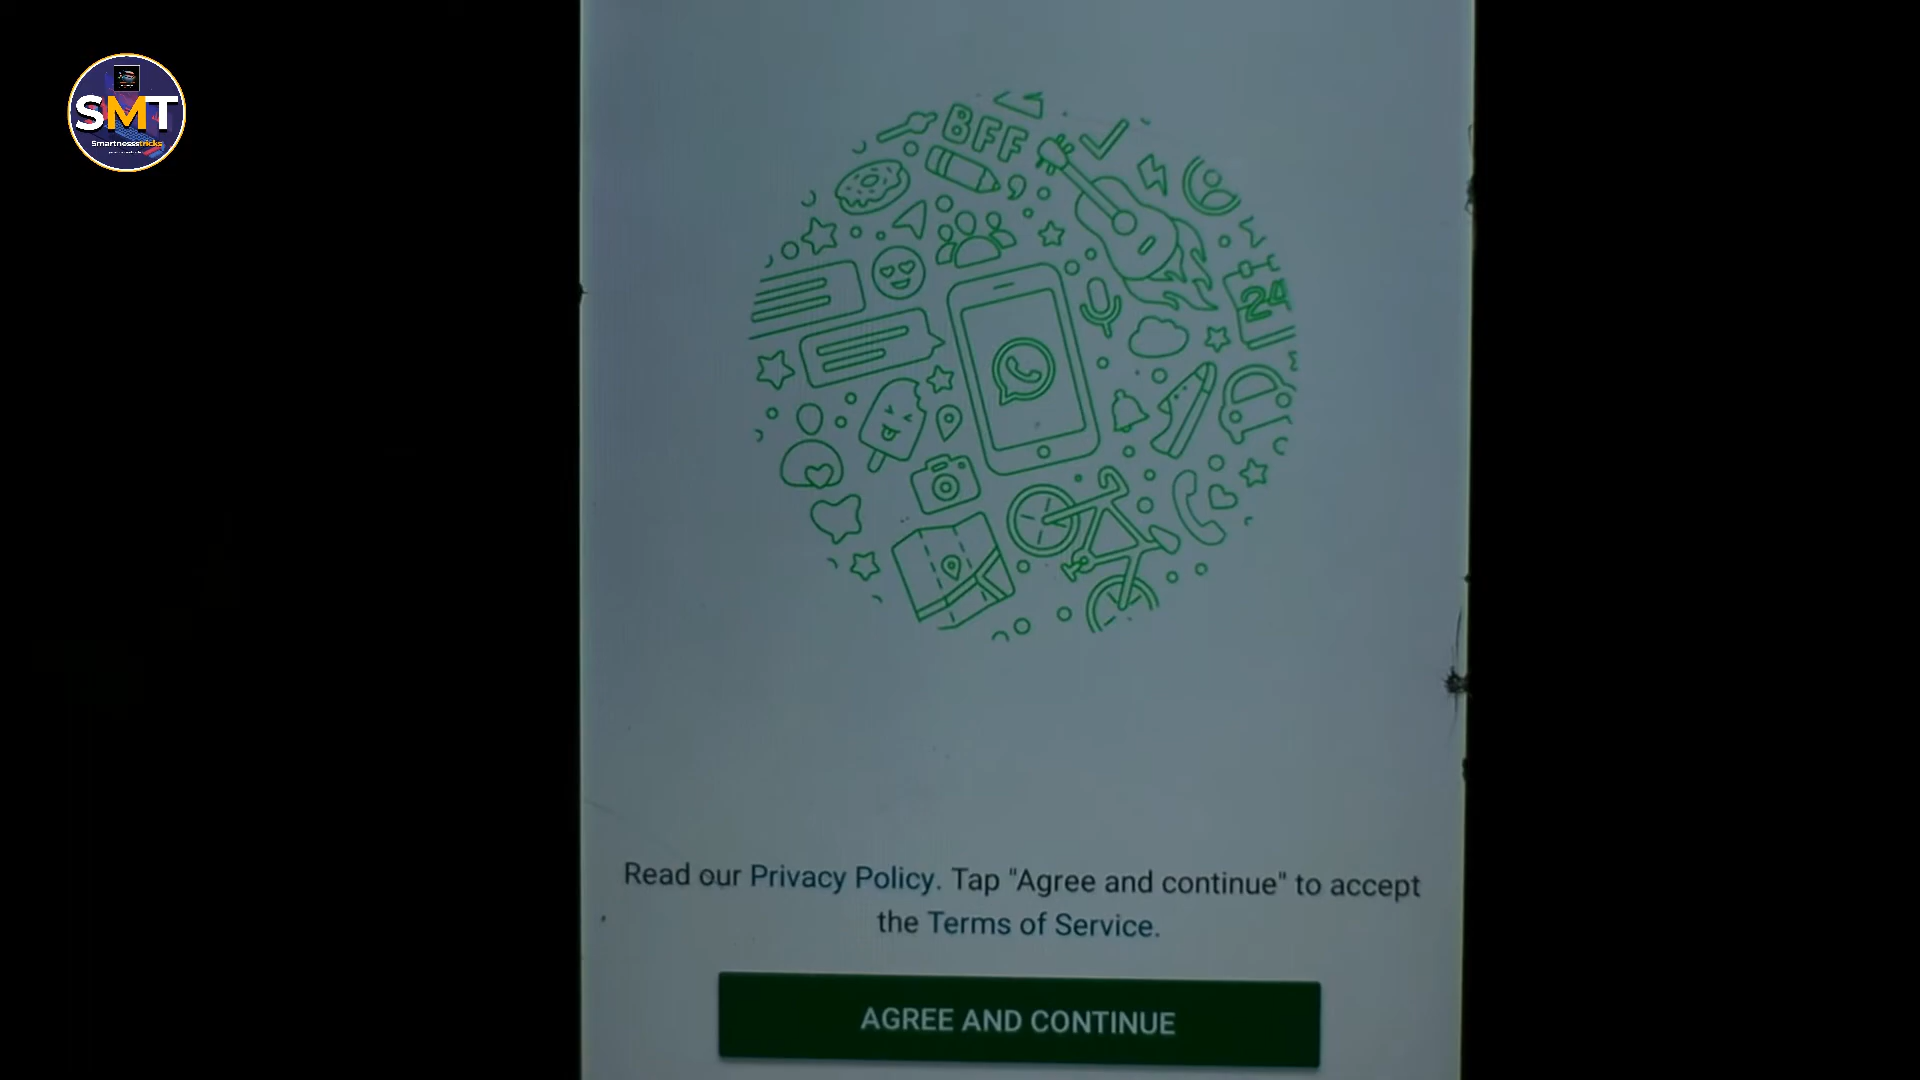 SMT
Smartnessstricks
BFF
24
Read our Privacy Policy. Tap "Agree and continue" to accept
the Terms of Service.
AGREE AND CONTINUE